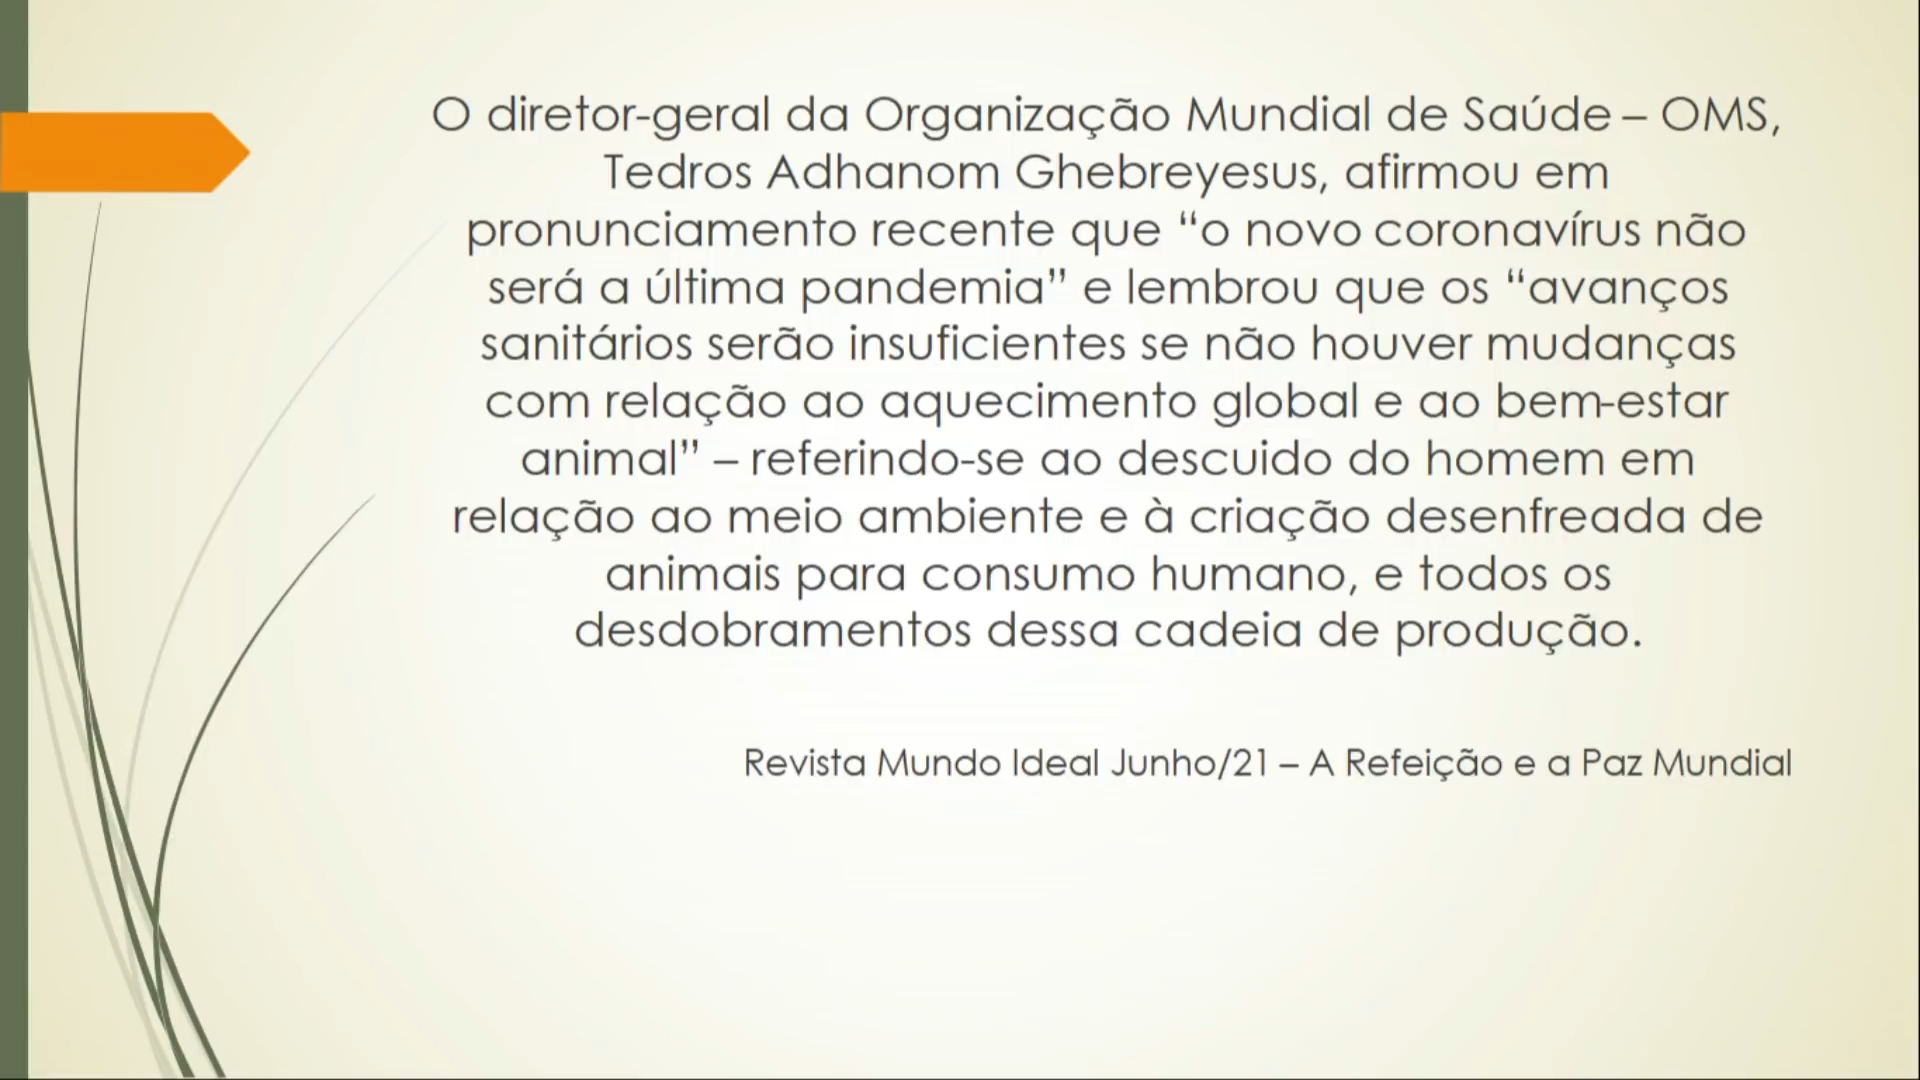 O diretor-geral da Organização Mundial de Saúde – OMS,
Tedros Adhanom Ghebreyesus, afirmou em
pronunciamento recente que “o novo coronavírus não
será a última pandemia” e lembrou que os “avanços
sanitários serão insuficientes se não houver mudanças
com relação ao aquecimento global e ao bem-estar
animal” – referindo-se ao descuido do homem em
relação ao meio ambiente e à criação desenfreada de
animais para consumo humano, e todos os
desdobramentos dessa cadeia de produção.
Revista Mundo Ideal Junho/21 – A Refeição e a Paz Mundial